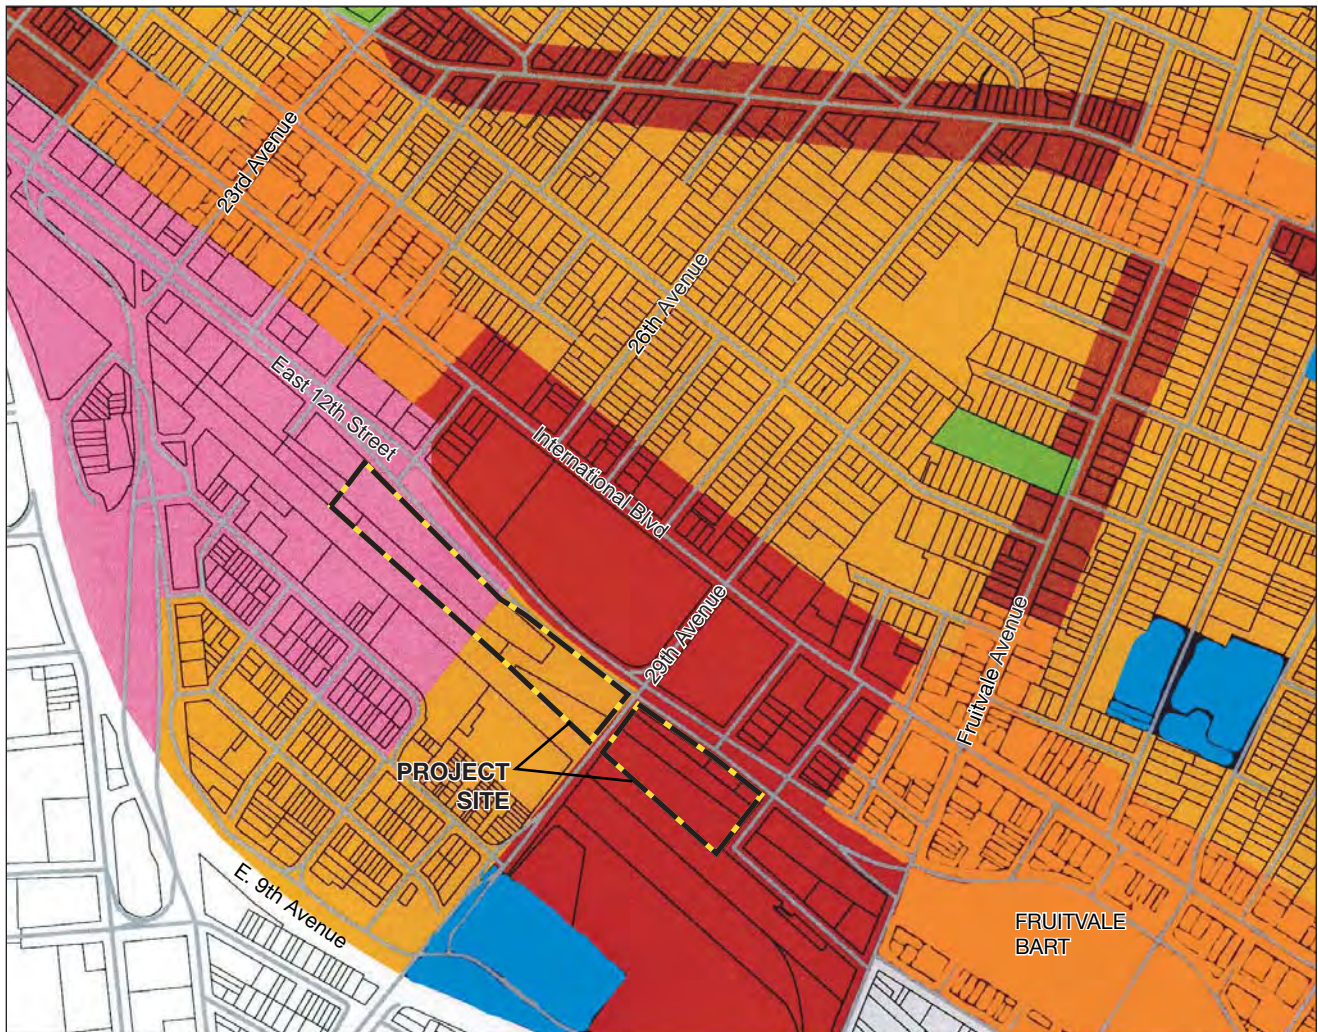 23rd Avenue
26th Avenue
East 12th Street
International Blvd
29th Avenue
Fruitvale Avenue
PROJECT
SITE
E. 9th Avenue
FRUITVALE
BART